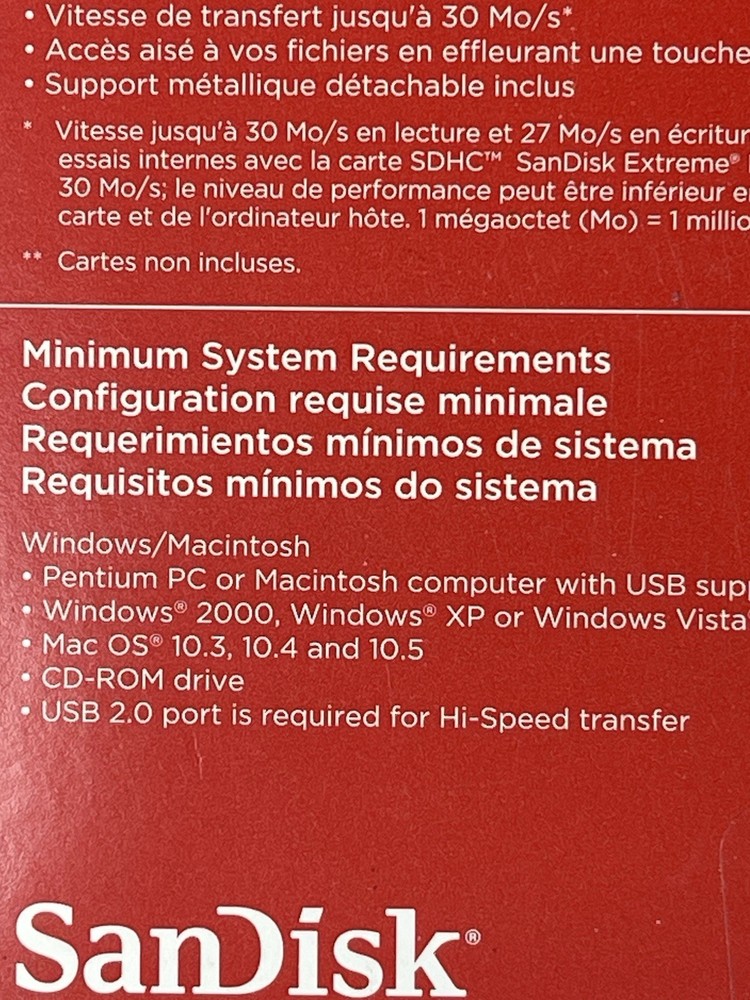 • Vitesse de transfert jusqu'à 30 Mo/s*
• Accès aisé à vos fichiers en effleurant une touche
• Support métallique détachable inclus
* Vitesse jusqu'à 30 Mo/s en lecture et 27 Mo/s en écritur
essais internes avec la carte SDHC™ SanDisk Extreme®
30 Mo/s; le niveau de performance peut être inférieur e
carte et de l'ordinateur hôte. 1 mégaoctet (Mo) = 1 millio
** Cartes non incluses.
Minimum System Requirements
Configuration requise minimale
Requerimientos mínimos de sistema
Requisitos mínimos do sistema
Windows/Macintosh
• Pentium PC or Macintosh computer with USB sup
• Windows® 2000, Windows® XP or Windows Vista
• Mac OS® 10.3, 10.4 and 10.5
• CD-ROM drive
• USB 2.0 port is required for Hi-Speed transfer
SanDisk®